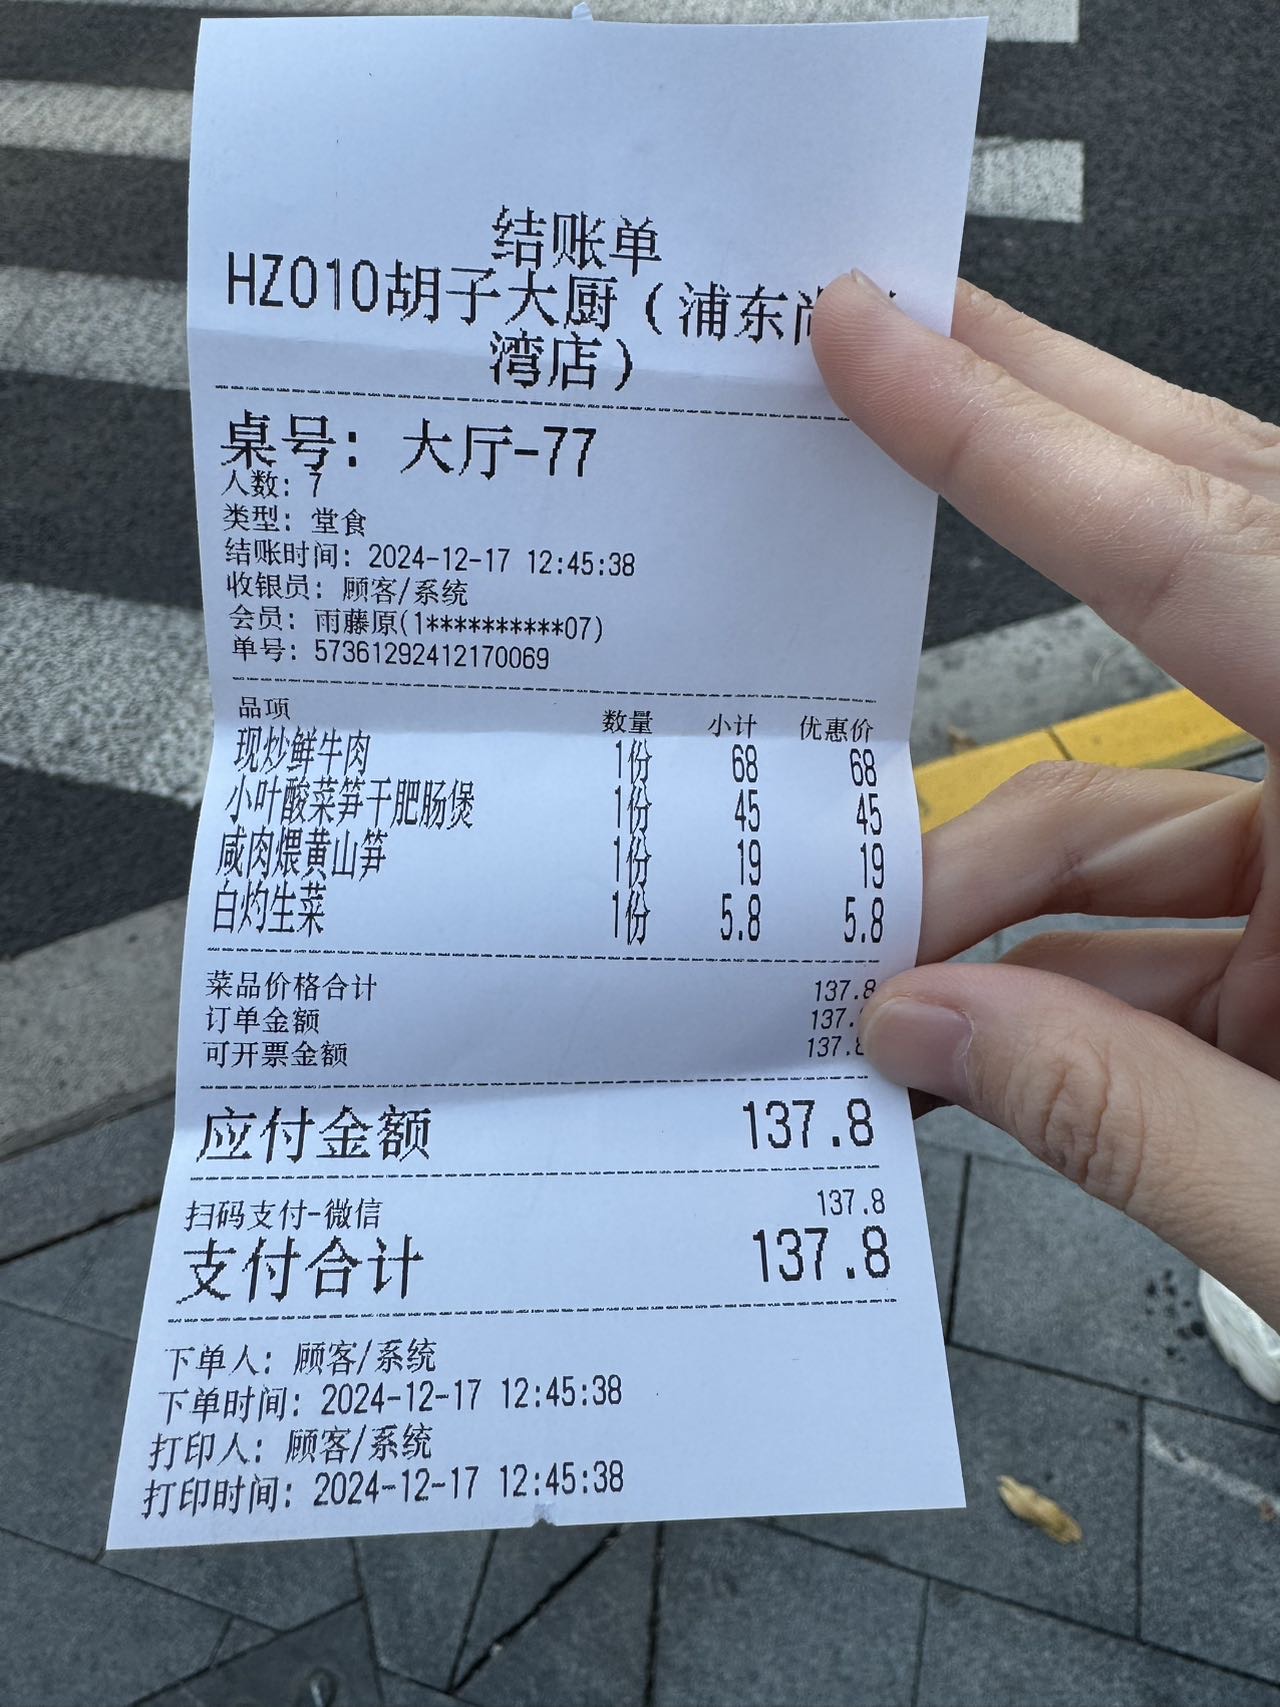 结账单
HZ010胡子大厨（浦东尚
湾店）
桌号：大厅-77
人数：7
类型：堂食
结账时间：2024-12-17 12:45:38
收银员：顾客/系统
会员：雨藤原(1**********07)
单号：57361292412170069
品项 数量 小计 优惠价
现炒鲜牛肉 1份 68 68
小叶酸菜笋干肥肠煲 1份 45 45
咸肉煨黄山笋 1份 19 19
白灼生菜 1份 5.8 5.8
菜品价格合计 137.8
订单金额 137.
可开票金额 137.8
应付金额 137.8
扫码支付-微信 137.8
支付合计 137.8
下单人：顾客/系统
下单时间：2024-12-17 12:45:38
打印人：顾客/系统
打印时间：2024-12-17 12:45:38